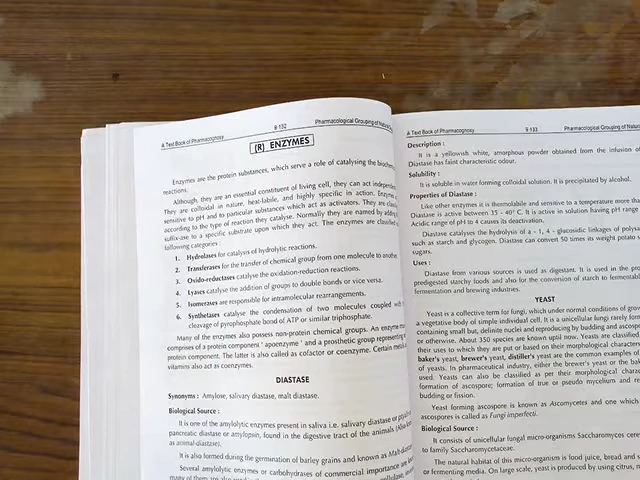 A Text Book of Pharmacognosy 9·132 Pharmacological Grouping of Natural
(R) ENZYMES
Enzymes are the protein substances, which serve a role of catalysing the biochem
reactions.
Although, they are an essential constituent of living cell, they can act independen
They are colloidal in nature, heat-labile, and highly specific in action. Enzymes
sensitive to pH and to particular substances which act as activators. They are class
according to the type of reaction they catalyse. Normally they are named by adding
suffix-ase to a specific substrate upon which they act. The enzymes are classified
following categories :
1. Hydrolases for catalysis of hydrolytic reactions.
2. Transferases for the transfer of chemical group from one molecule to another
3. Oxido-reductases catalyse the oxidation-reduction reactions.
4. Lyases catalyse the addition of groups to double bonds or vice versa.
5. Isomerases are responsible for intramolecular rearrangements.
6. Synthetases catalyse the condensation of two molecules coupled with
cleavage of pyrophosphate bond of ATP or similar triphosphate.
Many of the enzymes also possess non-protein chemical groups. An enzyme
comprises of a protein component ' apoenzyme ' and a prosthetic group representing
protein component. The latter is also called as cofactor or coenzyme. Certain
vitamins also act as coenzymes.
DIASTASE
Synonyms : Amylose, salivary diastase, malt diastase.
Biological Source :
It is one of the amylolytic enzymes present in saliva i.e. salivary diastase or
pancreatic diastase or amylopsin, found in the digestive tract of the animals (Also
as animal-diastase).
It is also formed during the germination of barley grains and known as Malt-dias
Several amylolytic enzymes or carbohydrates of commercial importance are
many of them are also
A Text Book of Pharmacognosy 9·133 Pharmacological Grouping of Natura
Description :
It is a yellowish white, amorphous powder obtained from the infusion of
Diastase has faint characteristic odour.
Solubility :
It is soluble in water forming colloidal solution. It is precipitated by alcohol.
Properties of Diastase :
Like other enzymes it is thermolabile and sensitive to a temperature more than
Diastase is active between 35 - 40° C. It is active in solution having pH range
Acidic range of pH to 4 causes its deactivation.
Diastase catalyses the hydrolysis of α - 1, 4 - glucosidic linkages of polysa
such as starch and glycogen. Diastase can convert 50 times its weight potato s
sugars.
Uses :
Diastase from various sources is used as digestant. It is used in the pro
predigested starchy foods and also for the conversion of starch to fermentab
fermentation and brewing industries.
YEAST
Yeast is a collective term for fungi, which under normal conditions of grow
a vegetative body of simple individual cell. It is a unicellular fungi rarely form
containing small but, definite nuclei and reproducing by budding and ascospo
or otherwise. About 350 species are known uptil now. Yeasts are classified
their uses to which they are put or based on their morphological character
baker's yeast, brewer's yeast, distiller's yeast are the common examples of
of yeasts. In pharmaceutical industry, either the brewer's yeast or the bak
used. Yeasts can also be classified as per their morphological charac
formation of ascospore; formation of true or pseudo mycelium and re
budding or fission.
Yeast forming ascospore is known as Ascomycetes and one which
ascospores is called as Fungi imperfecti.
Biological Source :
It consists of unicellular fungal micro-organisms Saccharomyces cere
to family Saccharomycetaceae.
The natural habitat of this micro-organism is food juice, bread and s
or fermenting media. On large scale, yeast is produced by using citrus, m